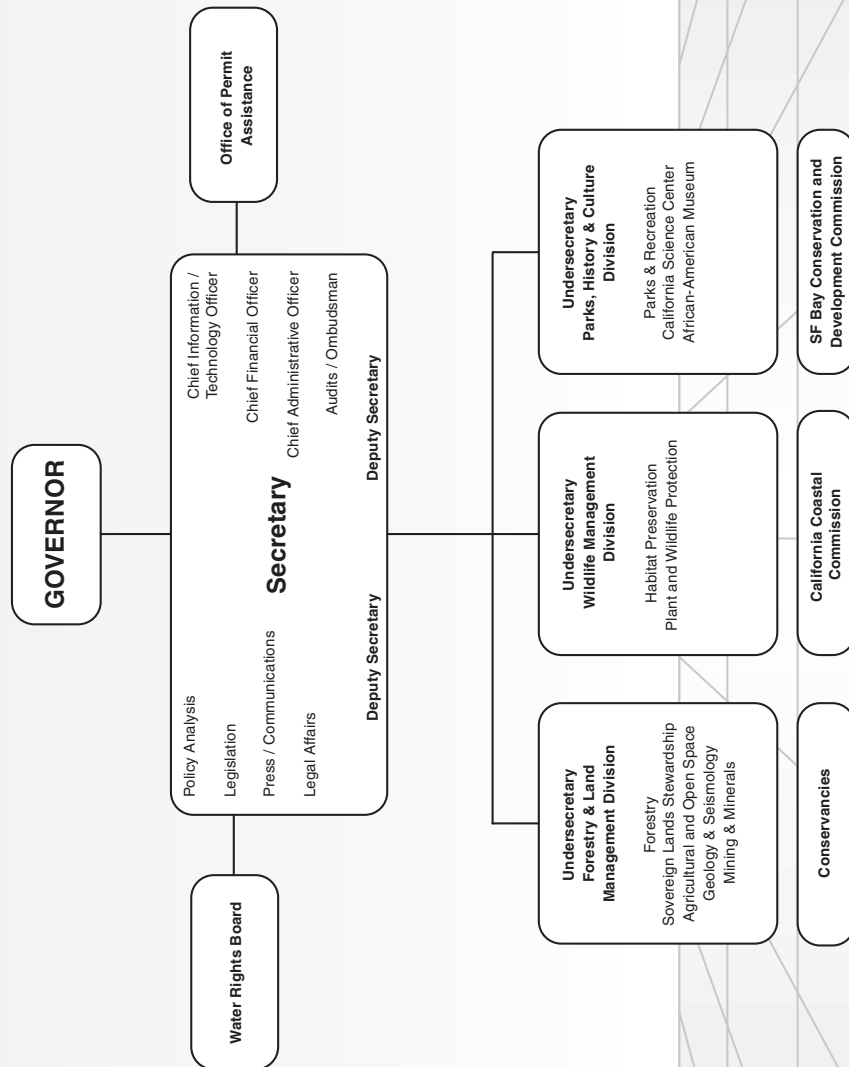 GOVERNOR
Water Rights Board
Policy Analysis
Legislation
Press / Communications
Legal Affairs
Secretary
Chief Information /
Technology Officer
Chief Financial Officer
Chief Administrative Officer
Audits / Ombudsman
Deputy Secretary
Deputy Secretary
Office of Permit
Assistance
Undersecretary
Forestry & Land
Management Division
Forestry
Sovereign Lands Stewardship
Agricultural and Open Space
Geology & Seismology
Mining & Minerals
Undersecretary
Wildlife Management
Division
Habitat Preservation
Plant and Wildlife Protection
Undersecretary
Parks, History & Culture
Division
Parks & Recreation
California Science Center
African-American Museum
Conservancies
California Coastal
Commission
SF Bay Conservation and
Development Commission